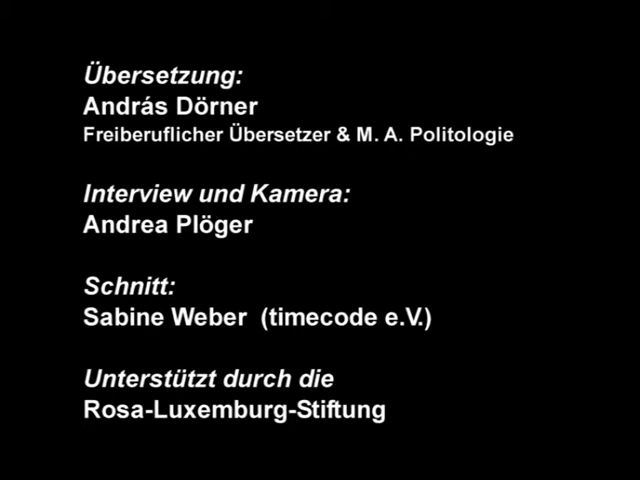 Übersetzung:
András Dörner
Freiberuflicher Übersetzer & M. A. Politologie
Interview und Kamera:
Andrea Plöger
Schnitt:
Sabine Weber (timecode e.V.)
Unterstützt durch die
Rosa-Luxemburg-Stiftung